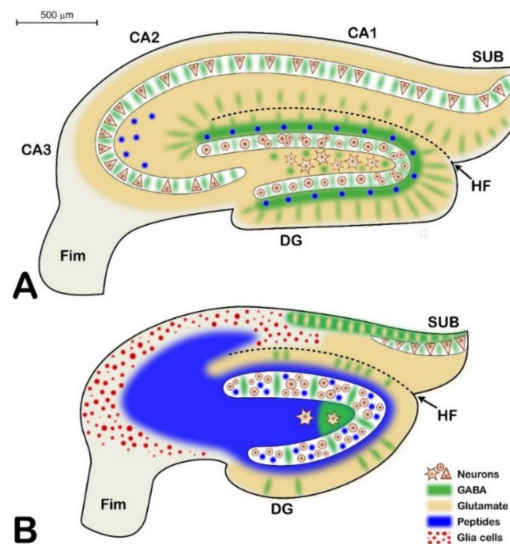 500 µm
CA2
CA1
SUB
CA3
HF
DG
Fim
A
SUB
HF
Fim
DG
B
Neurons
GABA
Glutamate
Peptides
Glia cells